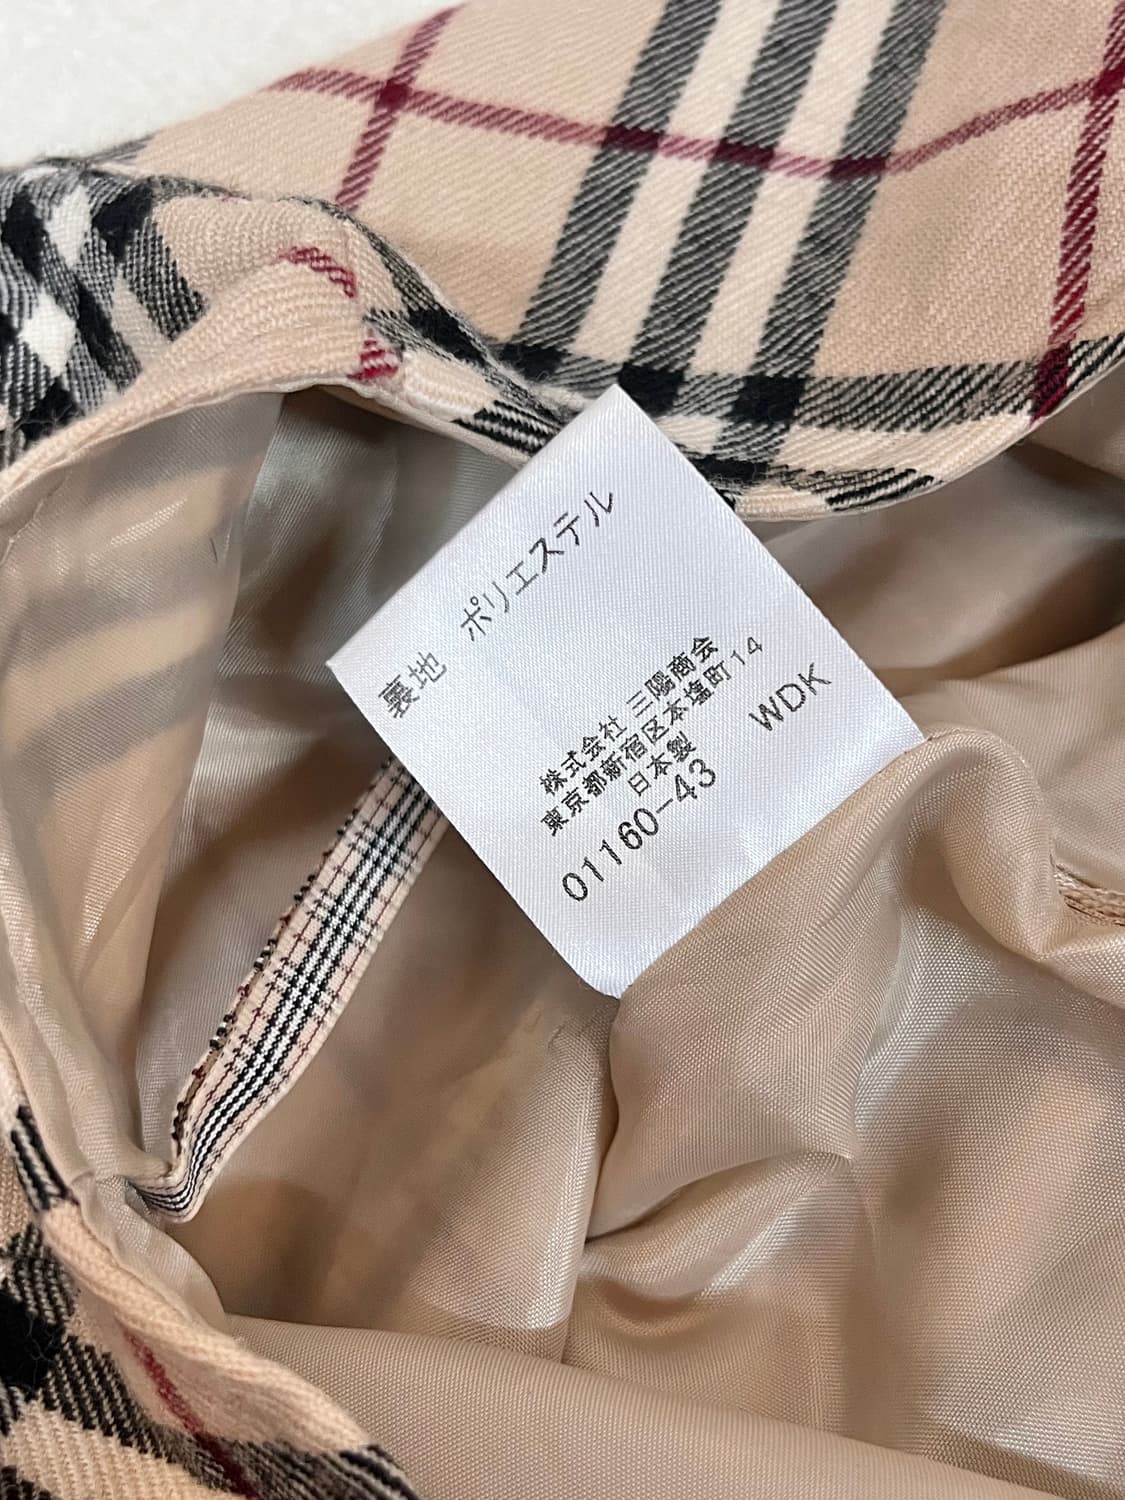 裏地 ポリエステル
株式会社 三陽商会
東京都新宿区本塩町14
日本製
WDK
01160-43